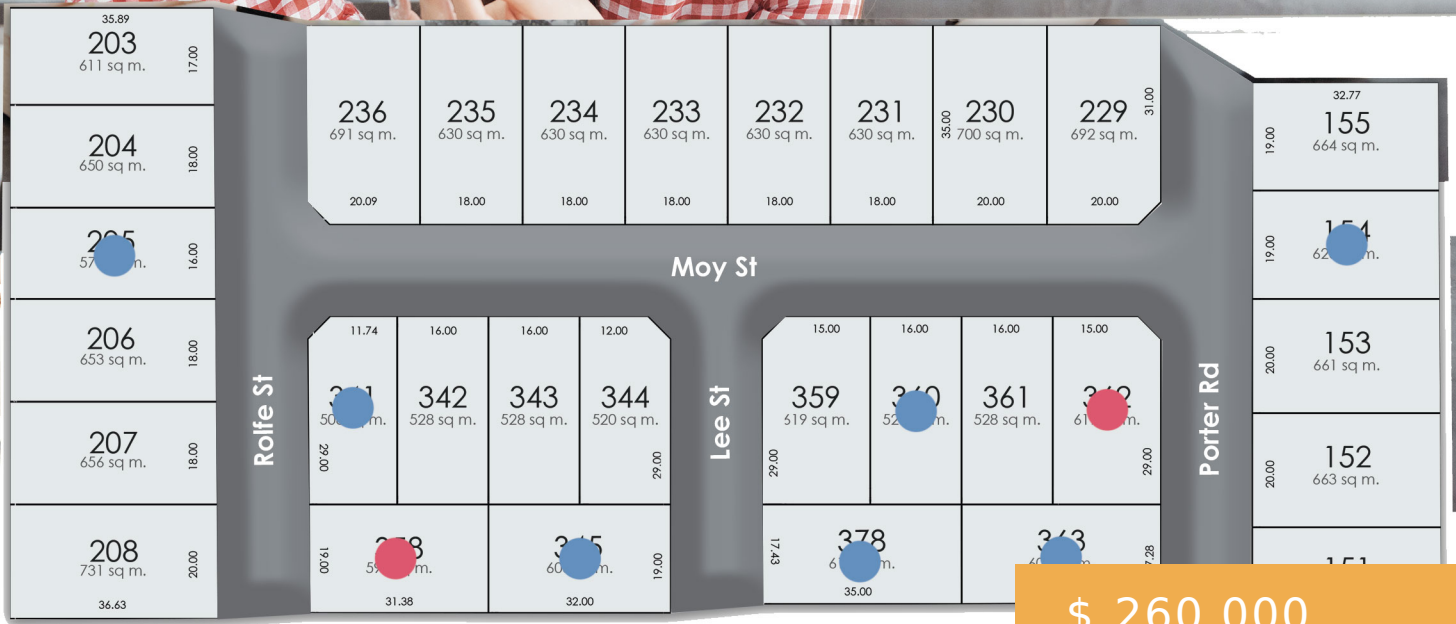 35.89
203
611 sq m.
17.00
204
650 sq m.
18.00
16.00
206
653 sq m.
18.00
207
656 sq m.
18.00
208
731 sq m.
20.00
36.63
Rolfe St
236
691 sq m.
20.09
235
630 sq m.
18.00
234
630 sq m.
18.00
233
630 sq m.
18.00
232
630 sq m.
18.00
231
630 sq m.
18.00
35.00
230
700 sq m.
20.00
229
692 sq m.
31.00
20.00
Moy St
11.74
29.00
16.00
342
528 sq m.
16.00
343
528 sq m.
12.00
344
520 sq m.
29.00
19.00
31.38
19.00
32.00
Lee St
15.00
359
619 sq m.
29.00
16.00
16.00
361
528 sq m.
15.00
29.00
17.43
378
35.00
Porter Rd
32.77
155
664 sq m.
19.00
19.00
153
661 sq m.
20.00
152
663 sq m.
20.00
$ 260 000